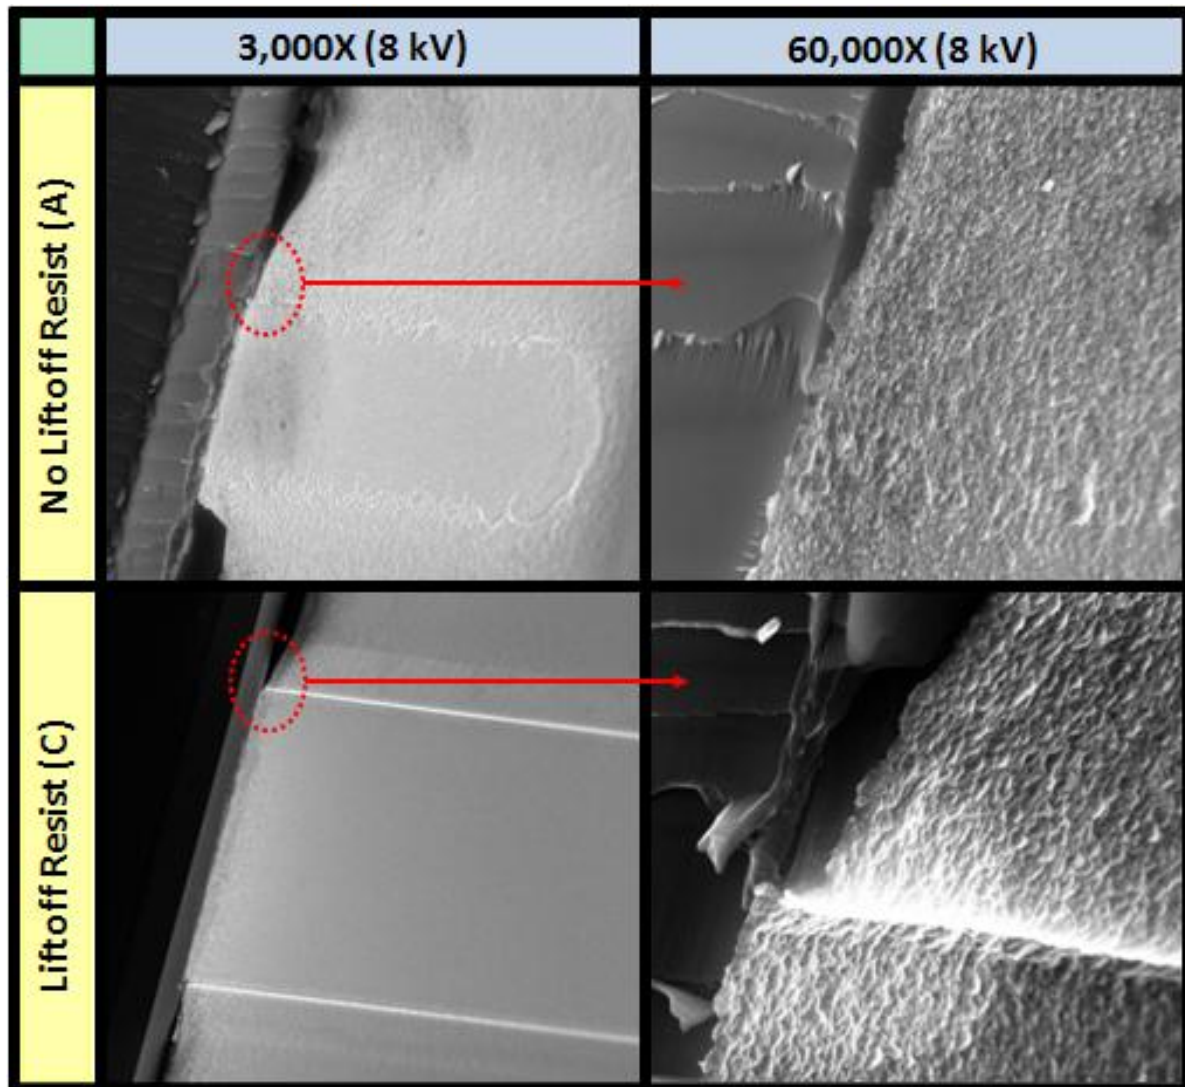 3,000X (8 kV)
60,000X (8 kV)
No Liftoff Resist (A)
Liftoff Resist (C)